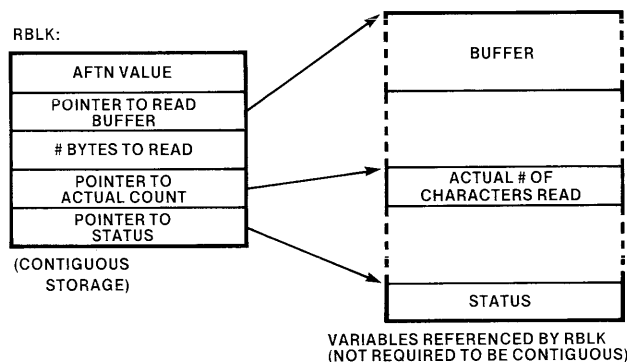 RBLK:
AFTN VALUE
POINTER TO READ
BUFFER
# BYTES TO READ
POINTER TO
ACTUAL COUNT
POINTER TO
STATUS
(CONTIGUOUS
STORAGE)
BUFFER
ACTUAL # OF
CHARACTERS READ
STATUS
VARIABLES REFERENCED BY RBLK
(NOT REQUIRED TO BE CONTIGUOUS)